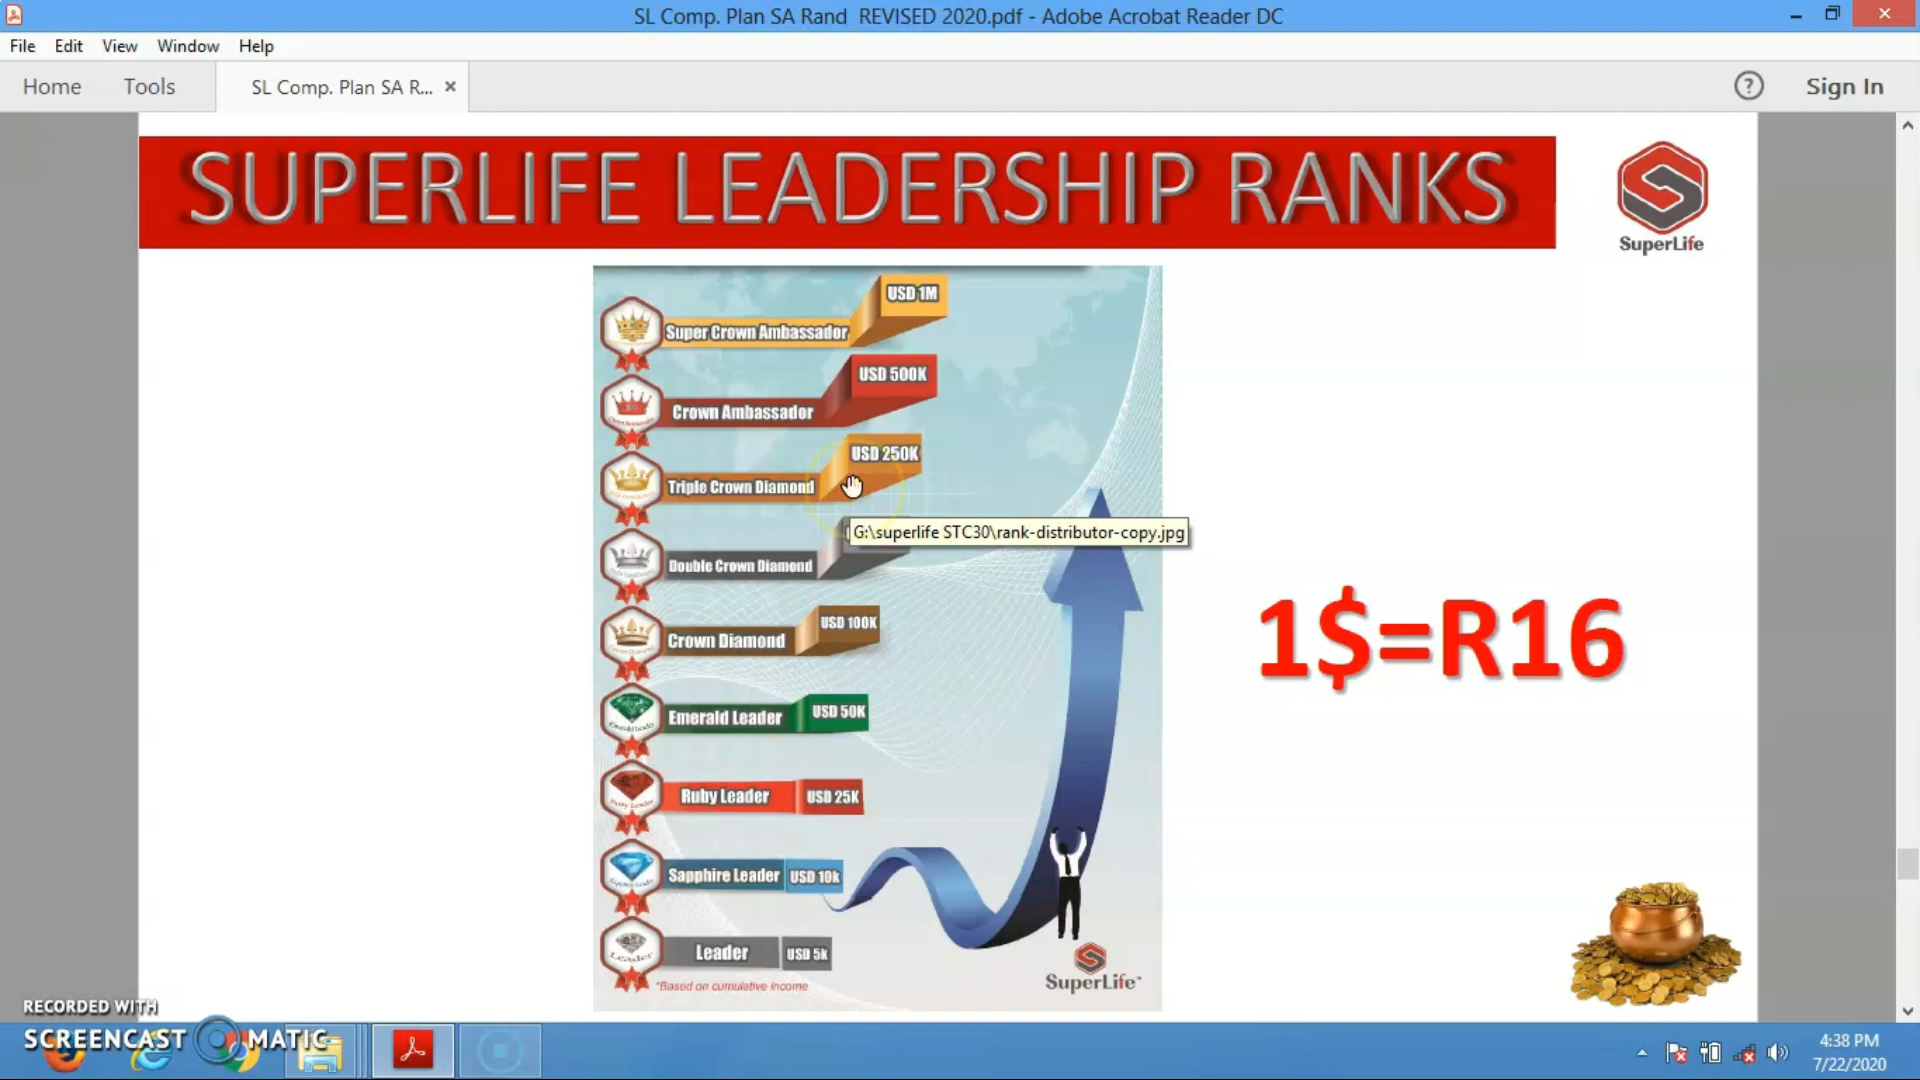 SL Comp. Plan SA Rand REVISED 2020.pdf - Adobe Acrobat Reader DC
File Edit View Window Help
Home Tools SL Comp. Plan SA R... × ? Sign In
SUPERLIFE LEADERSHIP RANKS
SuperLife
USD 1M
Super Crown Ambassador
USD 500K
Crown Ambassador
USD 250K
Triple Crown Diamond
G:\superlife STC30\rank-distributor-copy.jpg
Double Crown Diamond
USD 100K
Crown Diamond
1$=R16
Emerald Leader USD 50K
Ruby Leader USD 25K
Sapphire Leader USD 10k
Leader USD 5k
*Based on cumulative income
SuperLife™
RECORDED WITH
SCREENCAST MATIC
4:38 PM
7/22/2020